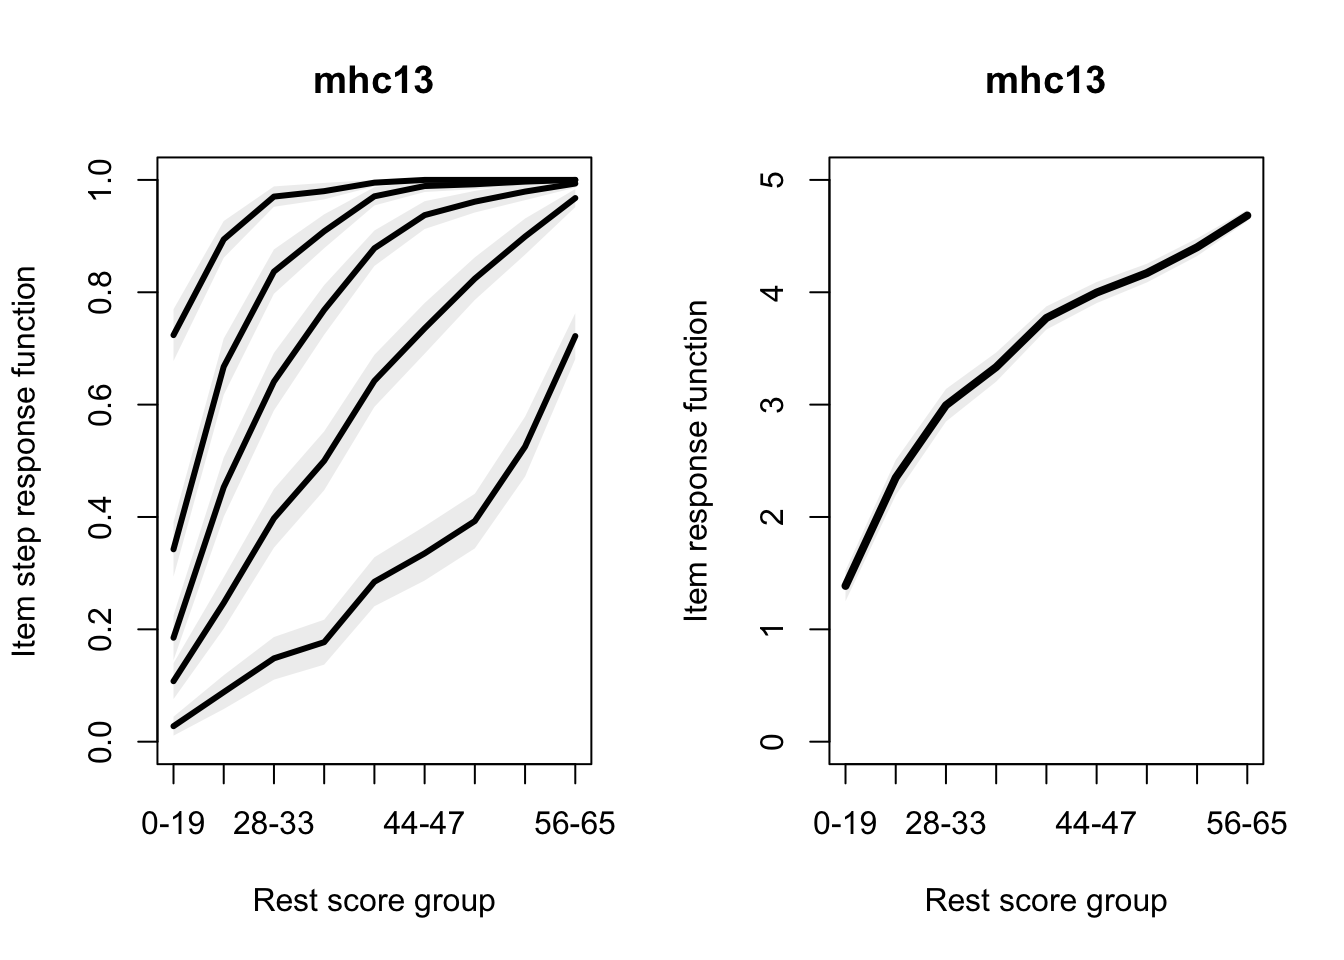 mhc13
Item step response function
1.0
0.8
0.6
0.4
0.2
0.0
0-19 28-33 44-47 56-65
Rest score group
mhc13
Item response function
5
4
3
2
1
0
0-19 28-33 44-47 56-65
Rest score group